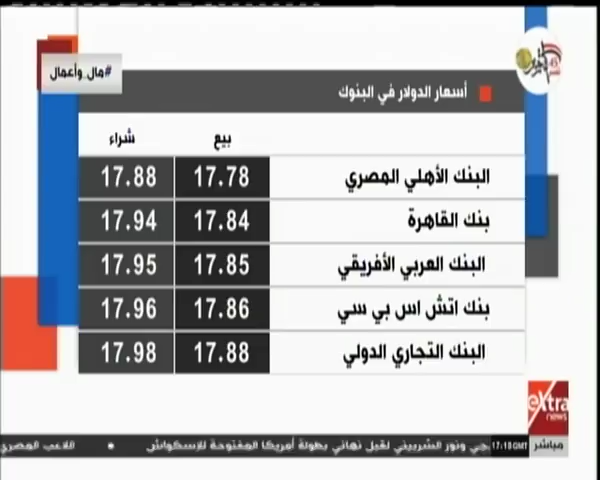 #مال_وأعمال
أسعار الدولار في البنوك
بيع شراء
البنك الأهلي المصري 17.78 17.88
بنك القاهرة 17.84 17.94
البنك العربي الأفريقي 17.85 17.95
بنك اتش اس بي سي 17.86 17.96
البنك التجاري الدولي 17.88 17.98
eXtra
news
مباشر
17:15 GMT
جي ونور الشربيني لقبل نهائي بطولة أمريكا المفتوحة للإسكواش • اللاعب المصري